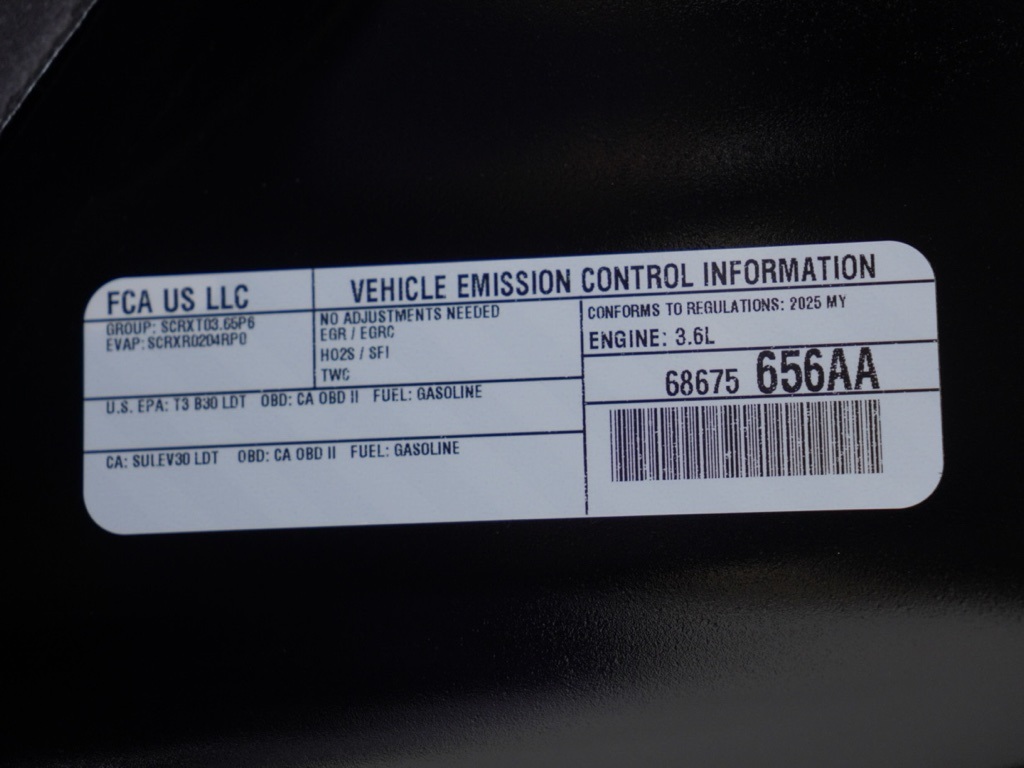 FCA US LLC
VEHICLE EMISSION CONTROL INFORMATION
GROUP: SCRXT03.65P6
EVAP: SCRXR0204RP0
NO ADJUSTMENTS NEEDED
EGR / EGRC
HO2S / SFI
TWC
CONFORMS TO REGULATIONS: 2025 MY
ENGINE: 3.6L
68675 656AA
U.S. EPA: T3 B30 LDT OBD: CA OBD II FUEL: GASOLINE
CA: SULEV30 LDT OBD: CA OBD II FUEL: GASOLINE